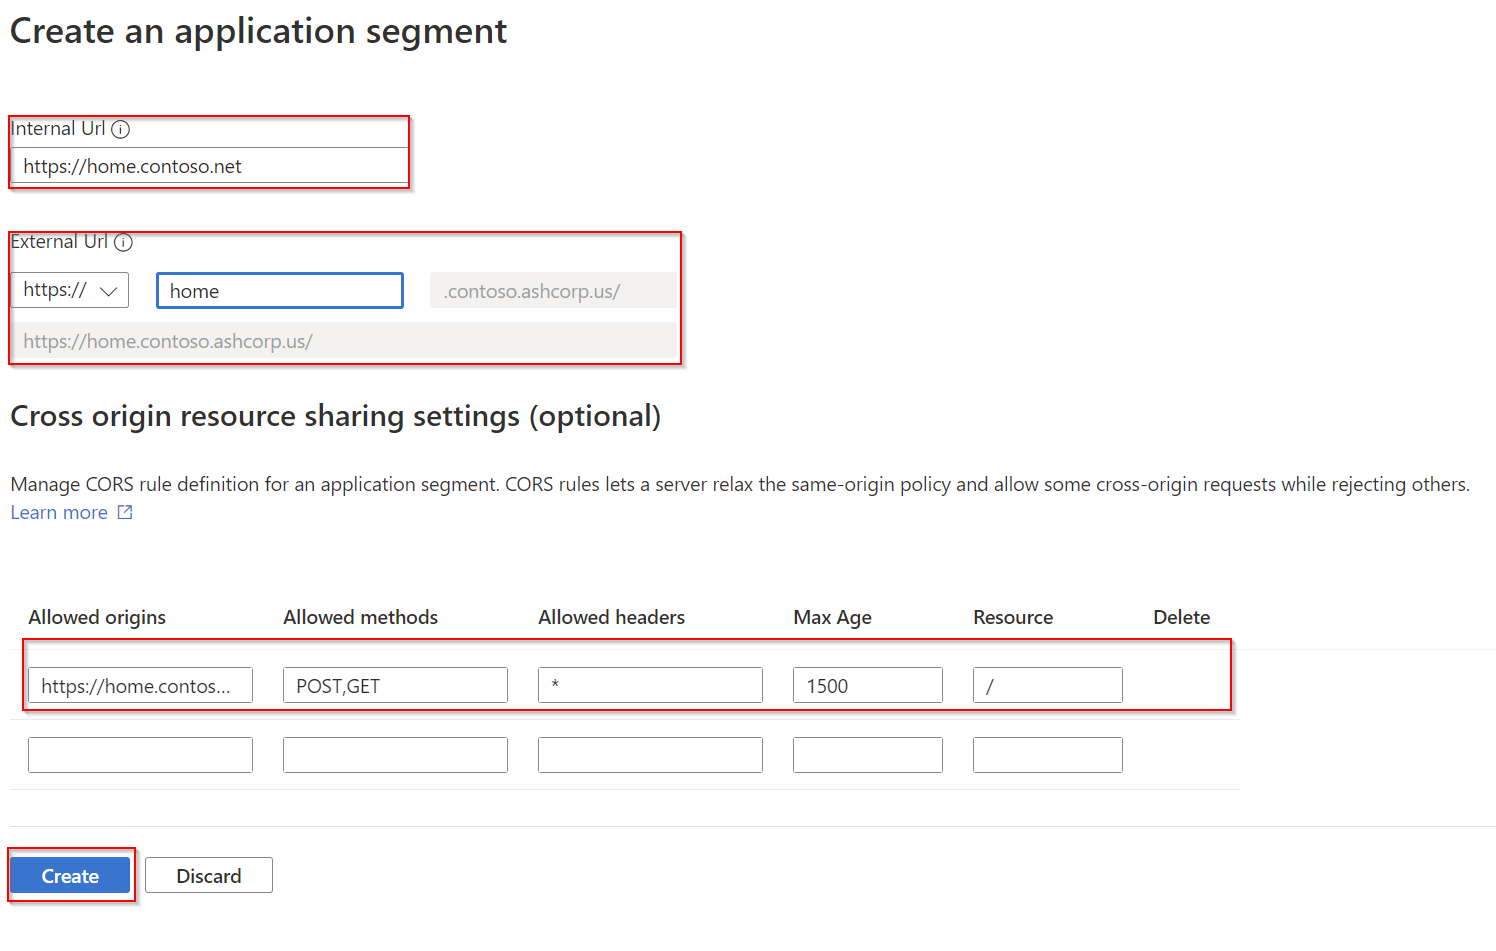 Create an application segment
Internal Url
https://home.contoso.net
External Url
https:// home .contoso.ashcorp.us/
https://home.contoso.ashcorp.us/
Cross origin resource sharing settings (optional)
Manage CORS rule definition for an application segment. CORS rules lets a server relax the same-origin policy and allow some cross-origin requests while rejecting others.
Learn more
Allowed origins Allowed methods Allowed headers Max Age Resource Delete
https://home.contos... POST,GET * 1500 /
Create Discard